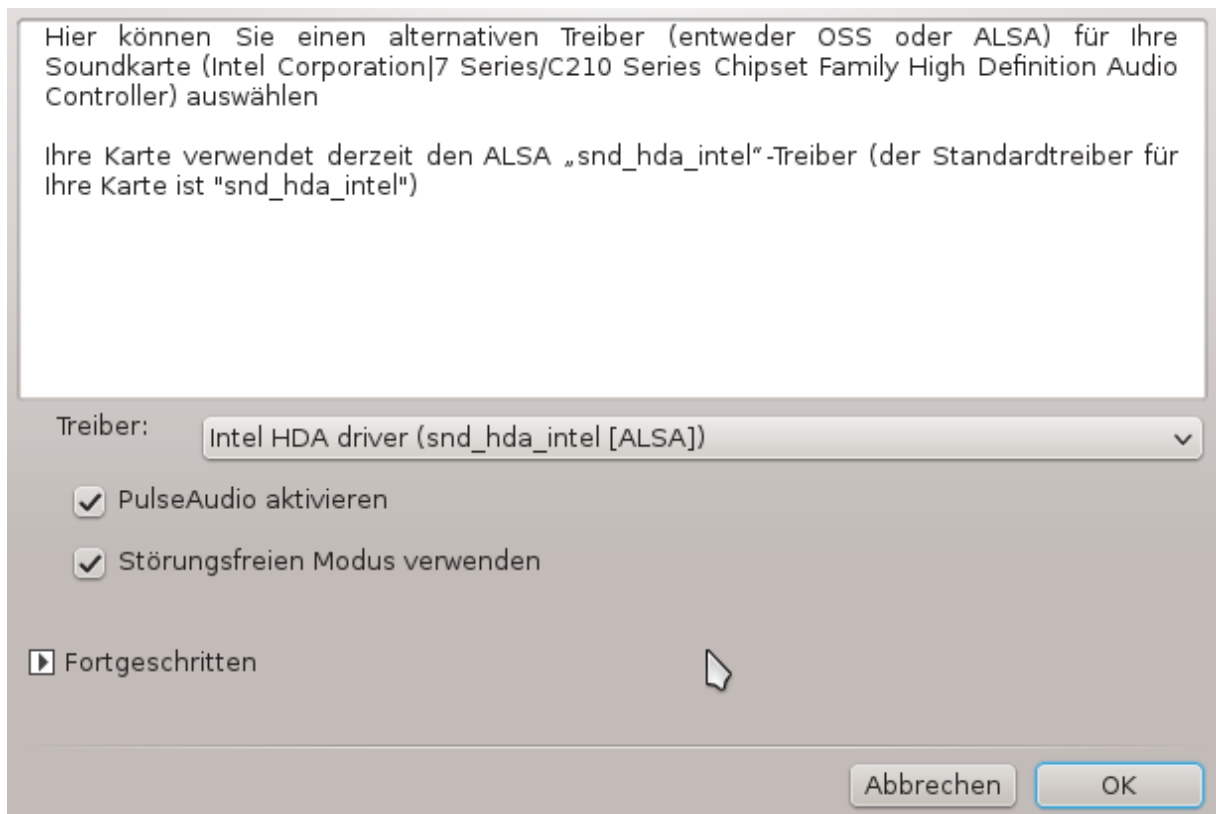 Hier können Sie einen alternativen Treiber (entweder OSS oder ALSA) für Ihre
Soundkarte (Intel Corporation|7 Series/C210 Series Chipset Family High Definition Audio
Controller) auswählen
Ihre Karte verwendet derzeit den ALSA „snd_hda_intel“-Treiber (der Standardtreiber für
Ihre Karte ist "snd_hda_intel")
Treiber:
Intel HDA driver (snd_hda_intel [ALSA])
PulseAudio aktivieren
Störungsfreien Modus verwenden
Fortgeschritten
Abbrechen
OK